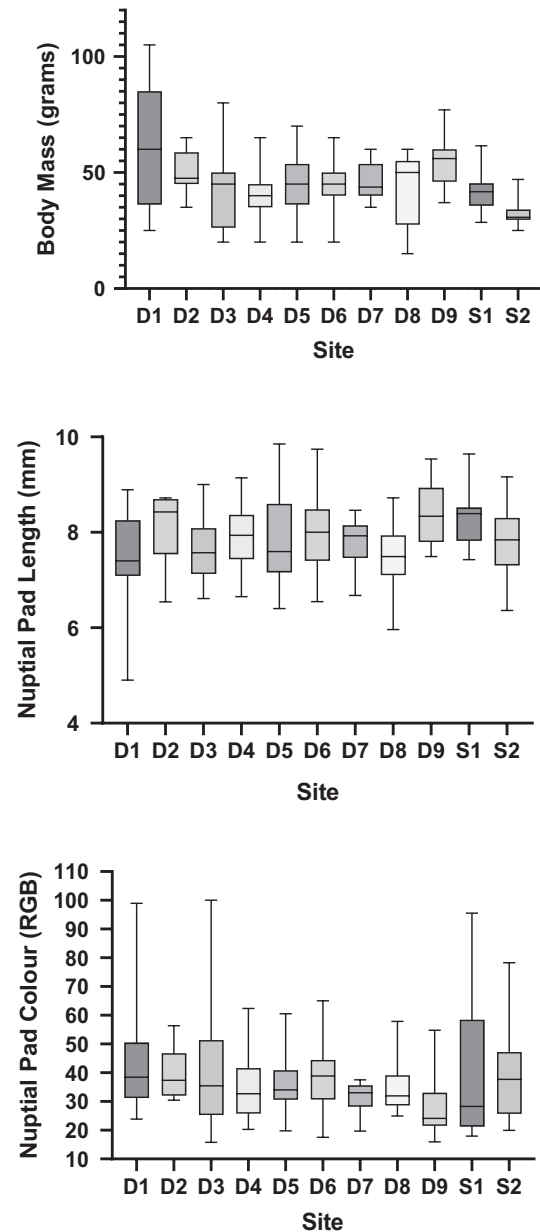 Body Mass (grams)
100
50
0
D1 D2 D3 D4 D5 D6 D7 D8 D9 S1 S2
Site
Nuptial Pad Length (mm)
10
8
6
4
D1 D2 D3 D4 D5 D6 D7 D8 D9 S1 S2
Site
Nuptial Pad Colour (RGB)
110
100
90
80
70
60
50
40
30
20
10
D1 D2 D3 D4 D5 D6 D7 D8 D9 S1 S2
Site